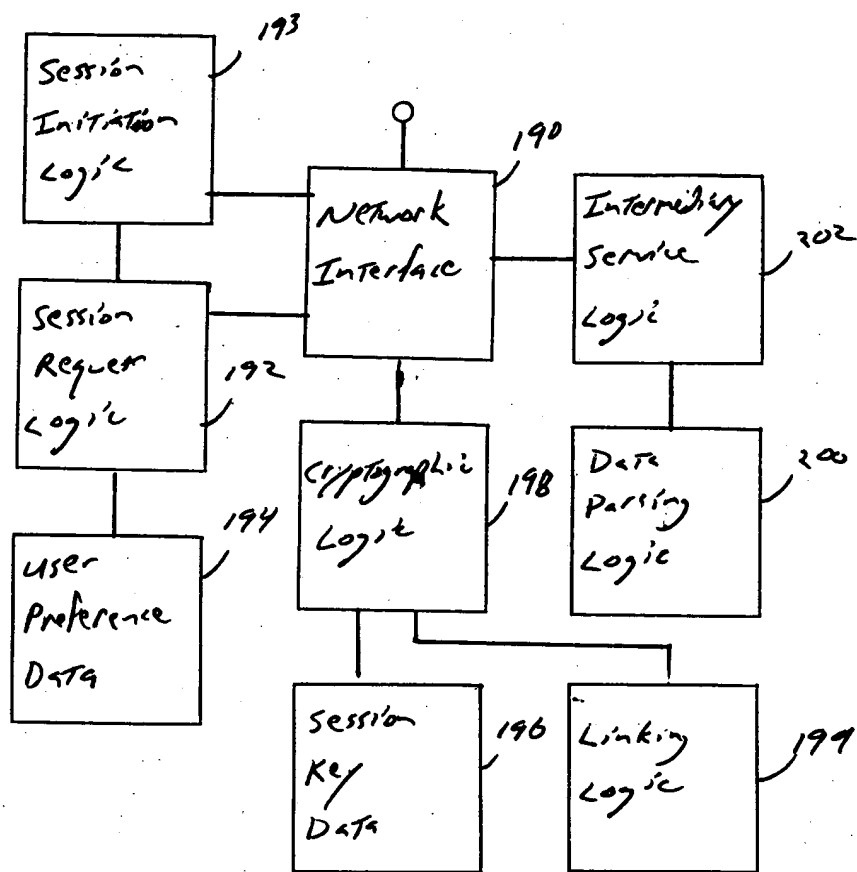 193
Session
Initiation
Logic
190
Network
Interface
Intermediary
Service
Logic
202
Session
Request
Logic
192
Cryptographic
Logic
198
Data
Parsing
Logic
200
194
User
Preference
Data
Session
Key
Data
196
Linking
Logic
199